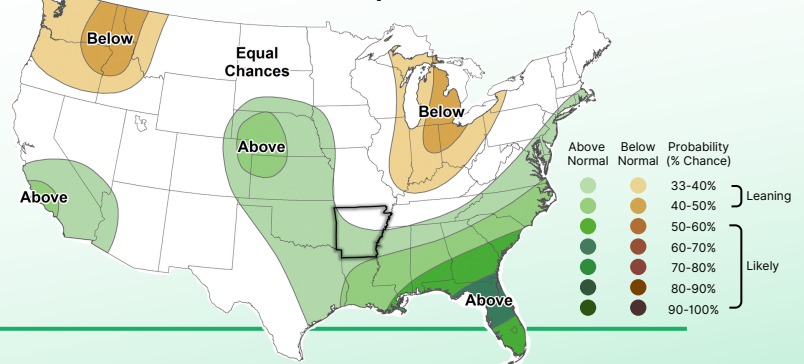 Below
Equal
Chances
Above
Below
Above
Above
Above Below Probability
Normal Normal (% Chance)
33-40%
40-50%
Leaning
50-60%
60-70%
70-80%
Likely
80-90%
90-100%